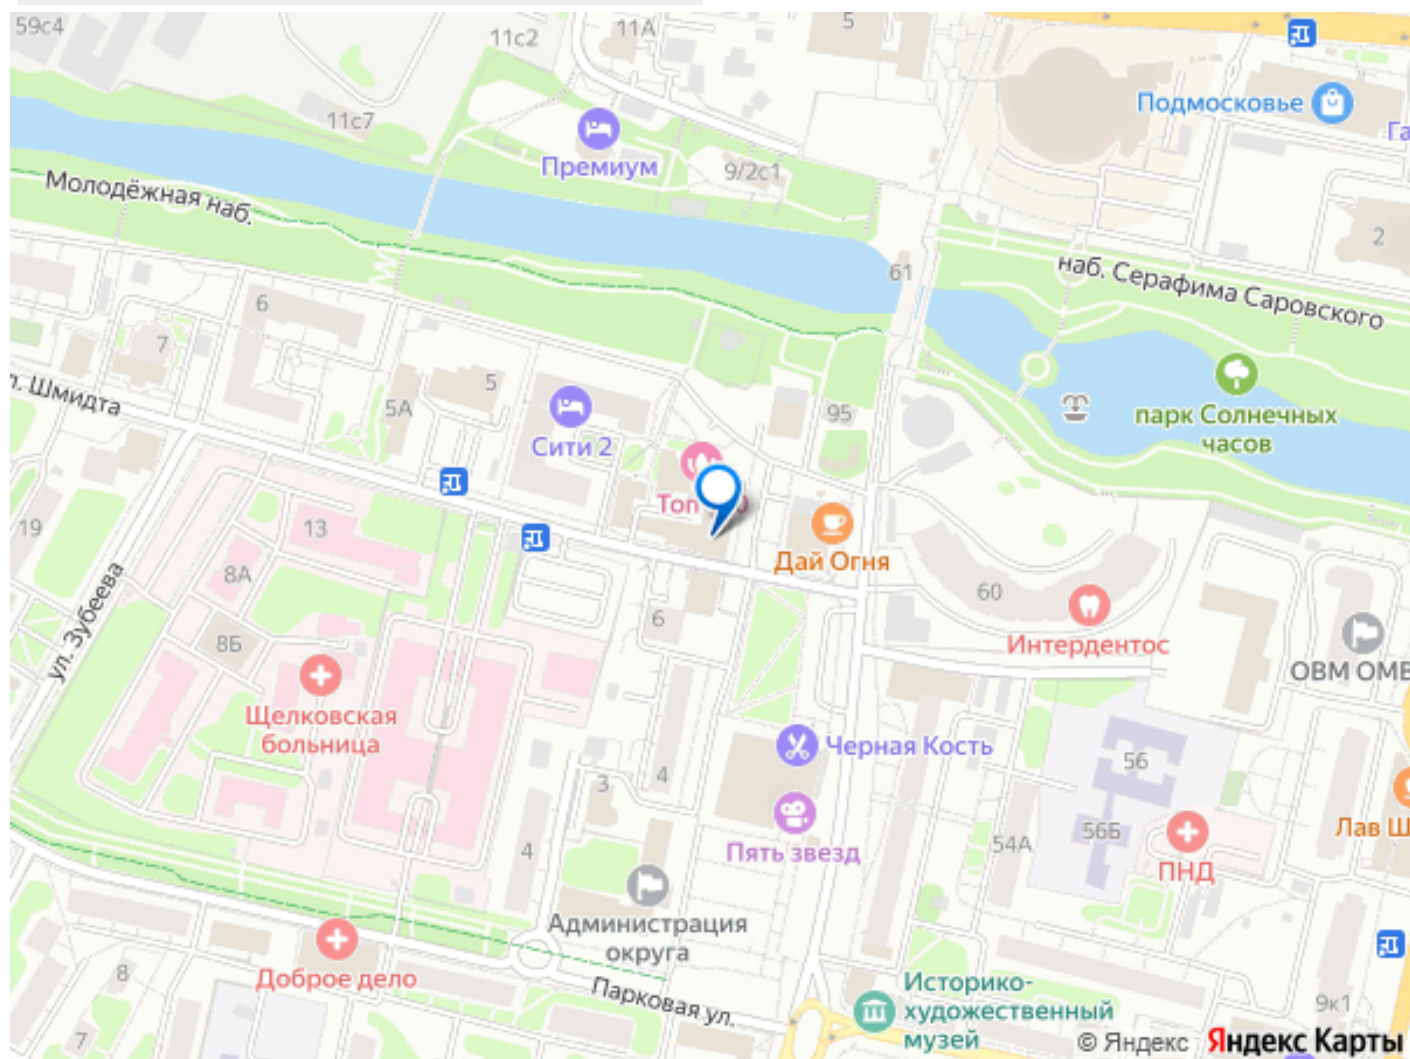 59с4
11с2
11А
5
Подмосковье
11с7
Премиум
9/2с1
Молодёжная наб.
2
61
наб. Серафима Саровского
6
7
5
5А
Сити 2
95
парк Солнечных
часов
Шмидта
Топ
19
13
Дай Огня
8А
60
6
8Б
ул. Зубеева
Интердентос
ОВМ ОМВ
Щелковская
больница
Черная Кость
56
4
3
56Б
54А
Лав Ш
4
Пять звезд
ПНД
Администрация
округа
Доброе дело
8
7
Парковая ул.
Историко-
художественный
музей
9к1
© Яндекс Яндекс Карты